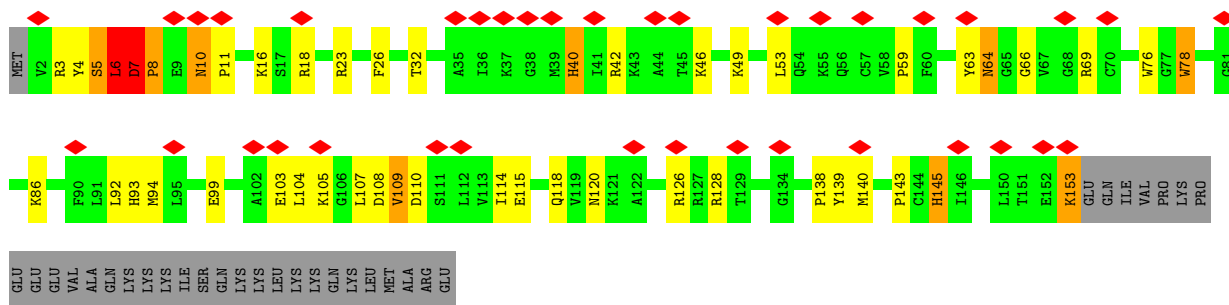 MET V2 R3 Y4 S5 L6 D7 P8 E9 N10 P11 K16 S17 R18 R23 F26 T32 A35 I36 K37 G38 M39 H40 I41 R42 K43 A44 T45 K46 K49 L53 Q54 K55 Q56 C57 V58 P59 F60 Y63 N64 G65 G66 V67 G68 R69 C70 W76 G77 W78 G81
K86 F90 L91 L92 H93 M94 L95 E99 A102 E103 L104 K105 G106 L107 D108 V109 D110 S111 L112 V113 I114 E115 Q118 V119 N120 K121 A122 R126 R127 R128 T129 G134 P138 Y139 M140 P143 C144 H145 I146 L150 T151 E152 K153 GLU GLN ILE VAL PRO LYS PRO
GLU GLU GLU VAL ALA GLN LYS LYS LYS ILE SER GLN LYS LYS LEU LYS LYS GLN LYS LEU MET ALA ARG GLU